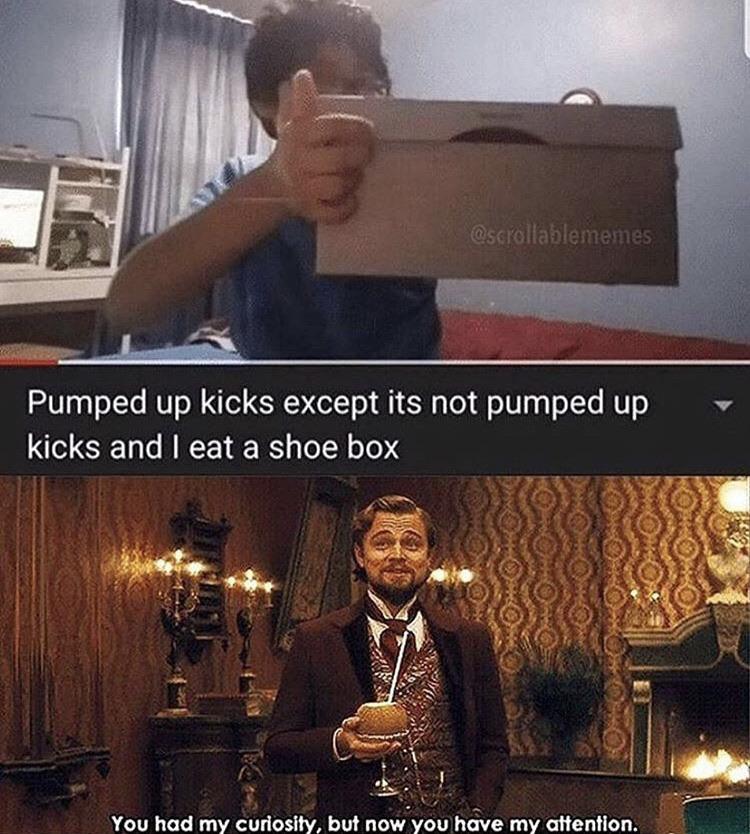 @scrollablememes
Pumped up kicks except its not pumped up
kicks and I eat a shoe box
You had my curiosity, but now you have my attention.